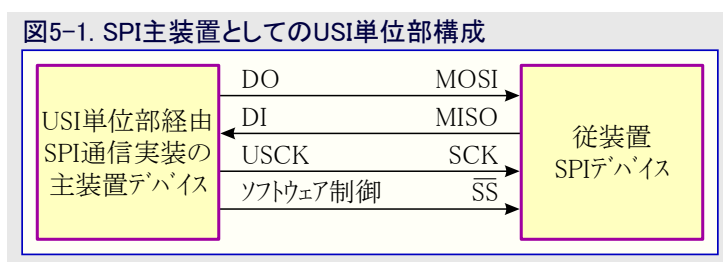 図5-1. SPI主装置としてのUSI単位部構成
USI単位部経由
SPI通信実装の
主装置デバイス
DO MOSI
DI MISO
USCK SCK
ソフトウェア制御 SS
従装置
SPIデバイス